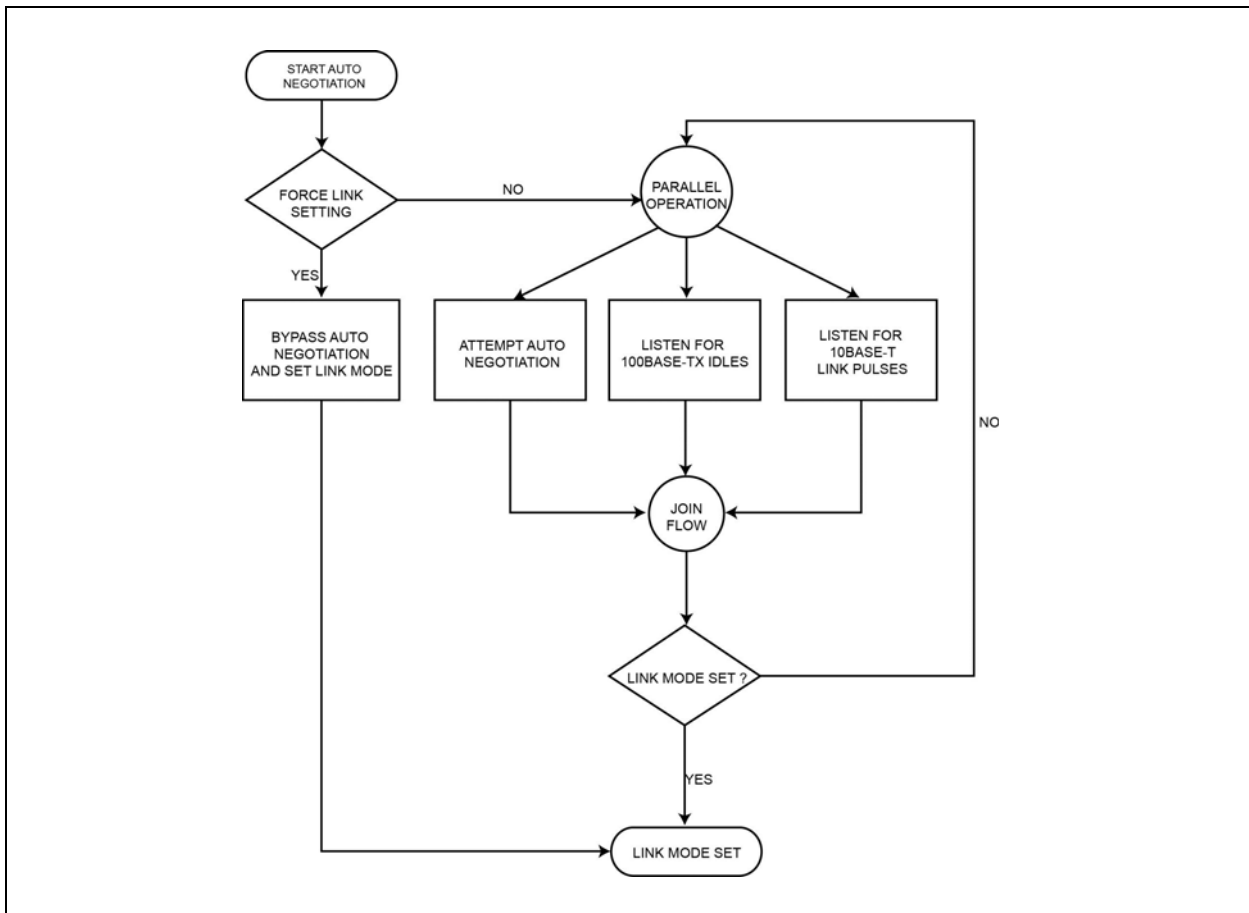 START AUTO
NEGOTIATION
FORCE LINK
SETTING
NO
PARALLEL
OPERATION
YES
BYPASS AUTO
NEGOTIATION
AND SET LINK MODE
ATTEMPT AUTO
NEGOTIATION
LISTEN FOR
100BASE-TX IDLES
LISTEN FOR
10BASE-T
LINK PULSES
NO
JOIN
FLOW
LINK MODE SET ?
YES
LINK MODE SET